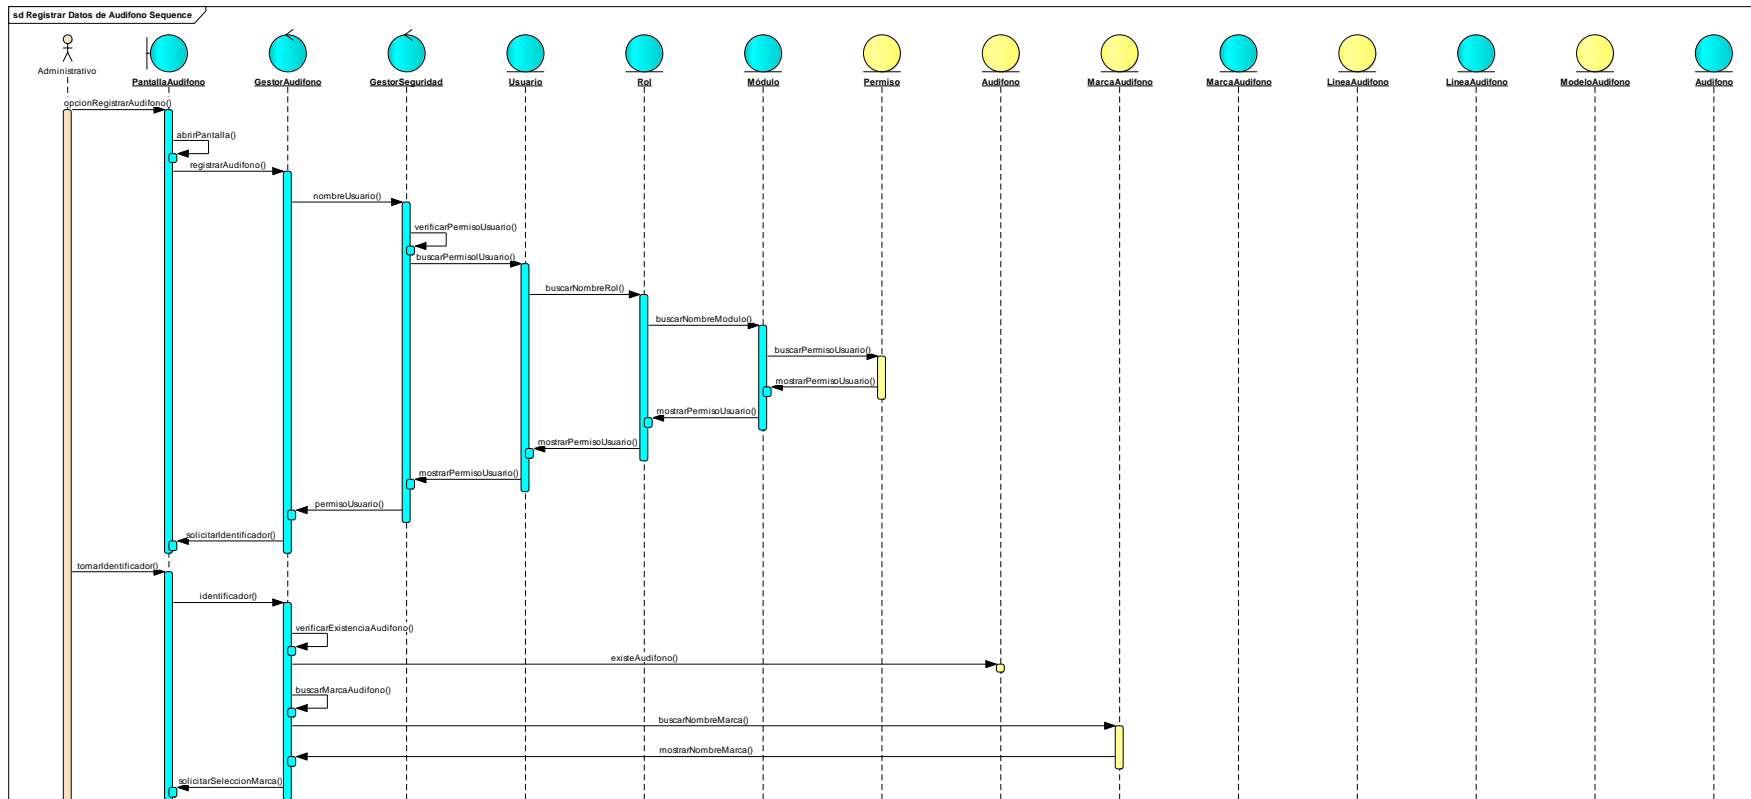 sd Registrar Datos de Audifono Sequence
Administrativo
PantallaAudifono
GestorAudifono
GestorSeguridad
Usuario
Rol
Módulo
Permiso
Audifono
MarcaAudifono
MarcaAudifono
LineaAudifono
LineaAudifono
ModeloAudifono
Audifono
opcionRegistrarAudifono()
abrirPantalla()
registrarAudifono()
nombreUsuario()
verificarPermisoUsuario()
buscarPermisolUsuario()
buscarNombreRol()
buscarNombreModulo()
buscarPermisoUsuario()
mostrarPermisoUsuario()
mostrarPermisoUsuario()
mostrarPermisoUsuario()
mostrarPermisoUsuario()
permisoUsuario()
solicitarIdentificador()
tomarIdentificador()
identificador()
verificarExistenciaAudifono()
existeAudifono()
buscarMarcaAudifono()
buscarNombreMarca()
mostrarNombreMarca()
solicitarSeleccionMarca()